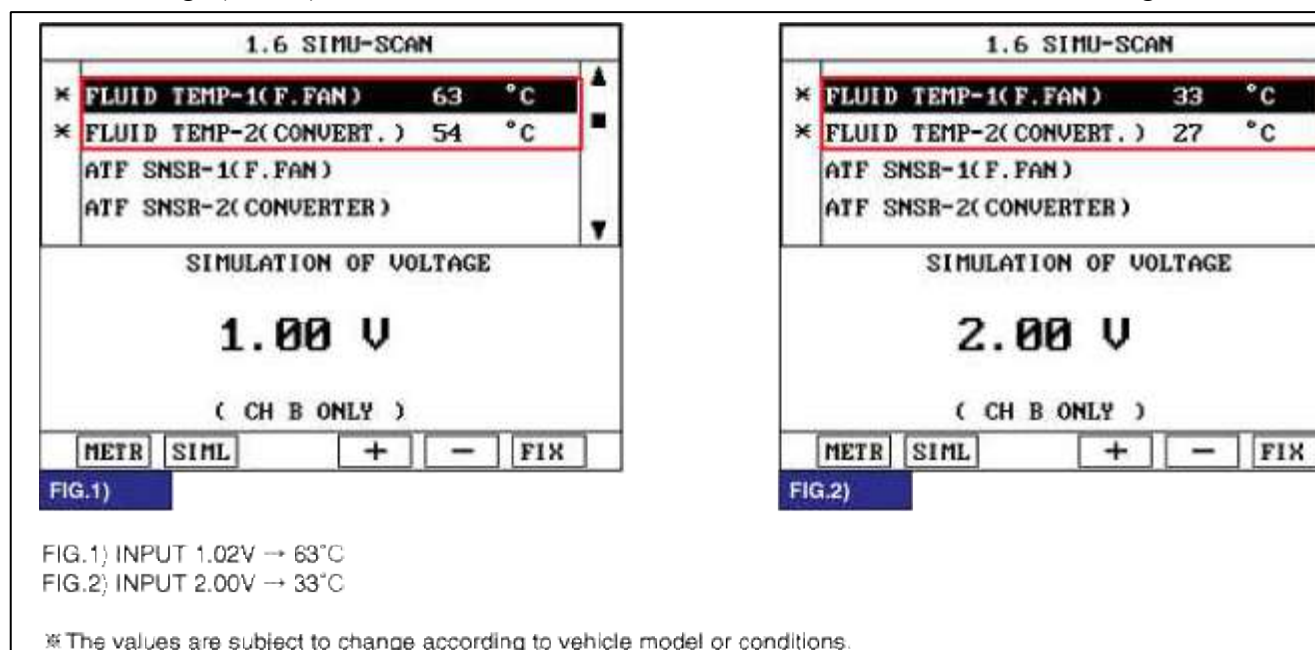 1.6 SIMU-SCAN
※ FLUID TEMP-1(F.FAN) 63 °C
※ FLUID TEMP-2(CONVERT.) 54 °C
ATF SNSR-1(F.FAN)
ATF SNSR-2(CONVERTER)
SIMULATION OF VOLTAGE
1.00 V
( CH B ONLY )
METR SIML + - FIX
FIG.1)
1.6 SIMU-SCAN
※ FLUID TEMP-1(F.FAN) 33 °C
※ FLUID TEMP-2(CONVERT.) 27 °C
ATF SNSR-1(F.FAN)
ATF SNSR-2(CONVERTER)
SIMULATION OF VOLTAGE
2.00 V
( CH B ONLY )
METR SIML + - FIX
FIG.2)
FIG.1) INPUT 1.02V → 63°C
FIG.2) INPUT 2.00V → 33°C
※ The values are subject to change according to vehicle model or conditions.